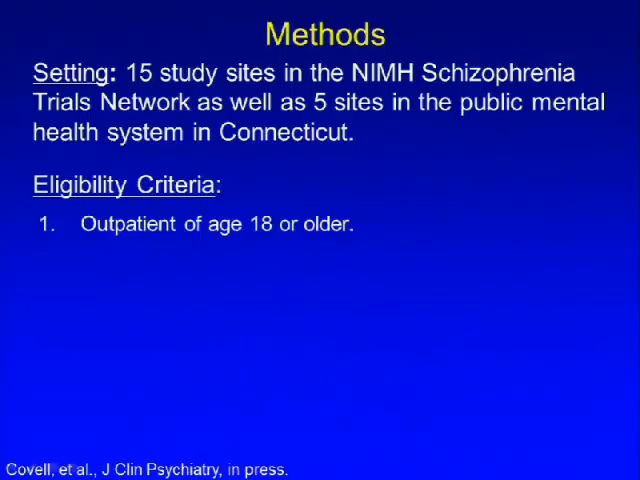 Methods
Setting: 15 study sites in the NIMH Schizophrenia
Trials Network as well as 5 sites in the public mental
health system in Connecticut.
Eligibility Criteria:
1. Outpatient of age 18 or older.
Covell, et al., J Clin Psychiatry, in press.